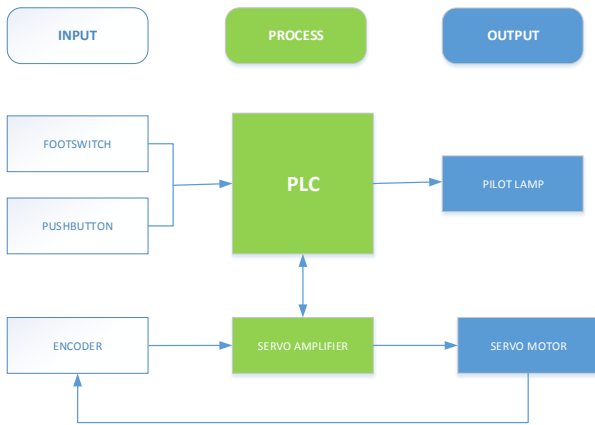 INPUT
PROCESS
OUTPUT
FOOTSWITCH
PUSHBUTTON
PLC
PILOT LAMP
ENCODER
SERVO AMPLIFIER
SERVO MOTOR